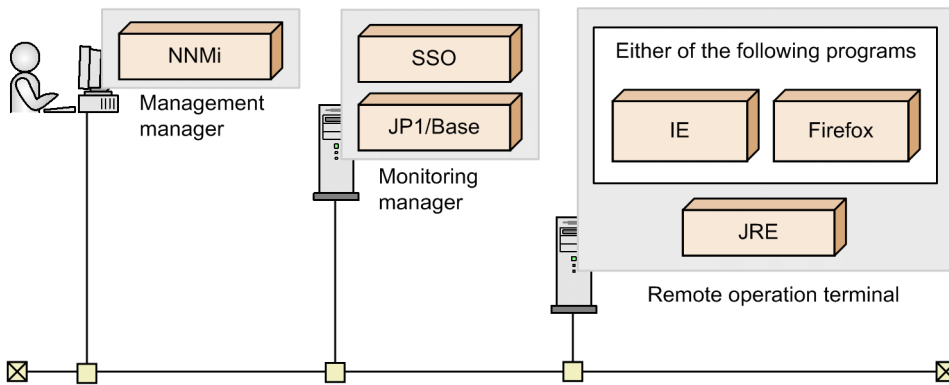 NNMi
Management
manager
SSO
JP1/Base
Monitoring
manager
Either of the following programs
IE
Firefox
JRE
Remote operation terminal